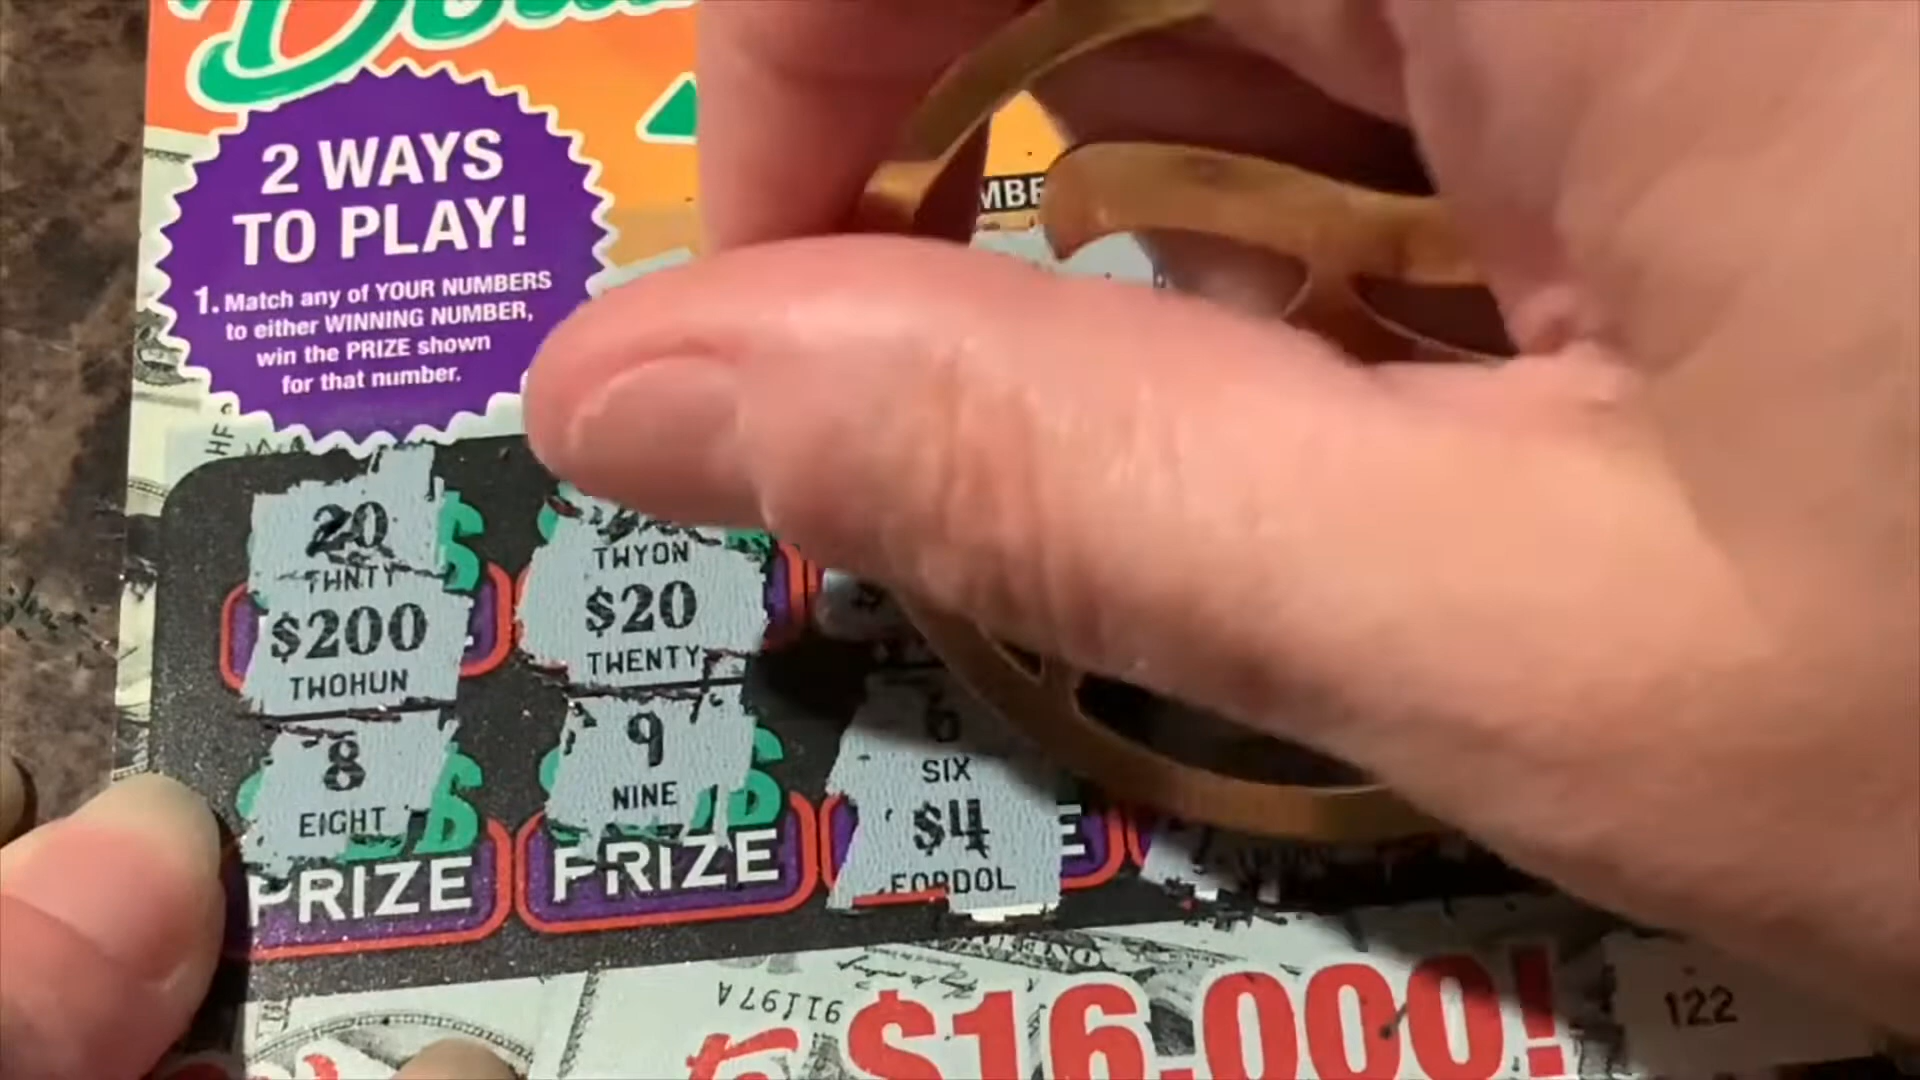 2 WAYS
TO PLAY!
1. Match any of YOUR NUMBERS
to either WINNING NUMBER,
win the PRIZE shown
for that number.
20
TWNTY
$200
TWOHUN
TWYON
$20
TWENTY
8
EIGHT
PRIZE
9
NINE
PRIZE
6
SIX
$4
FORDOL
91197A
$16,000!
122